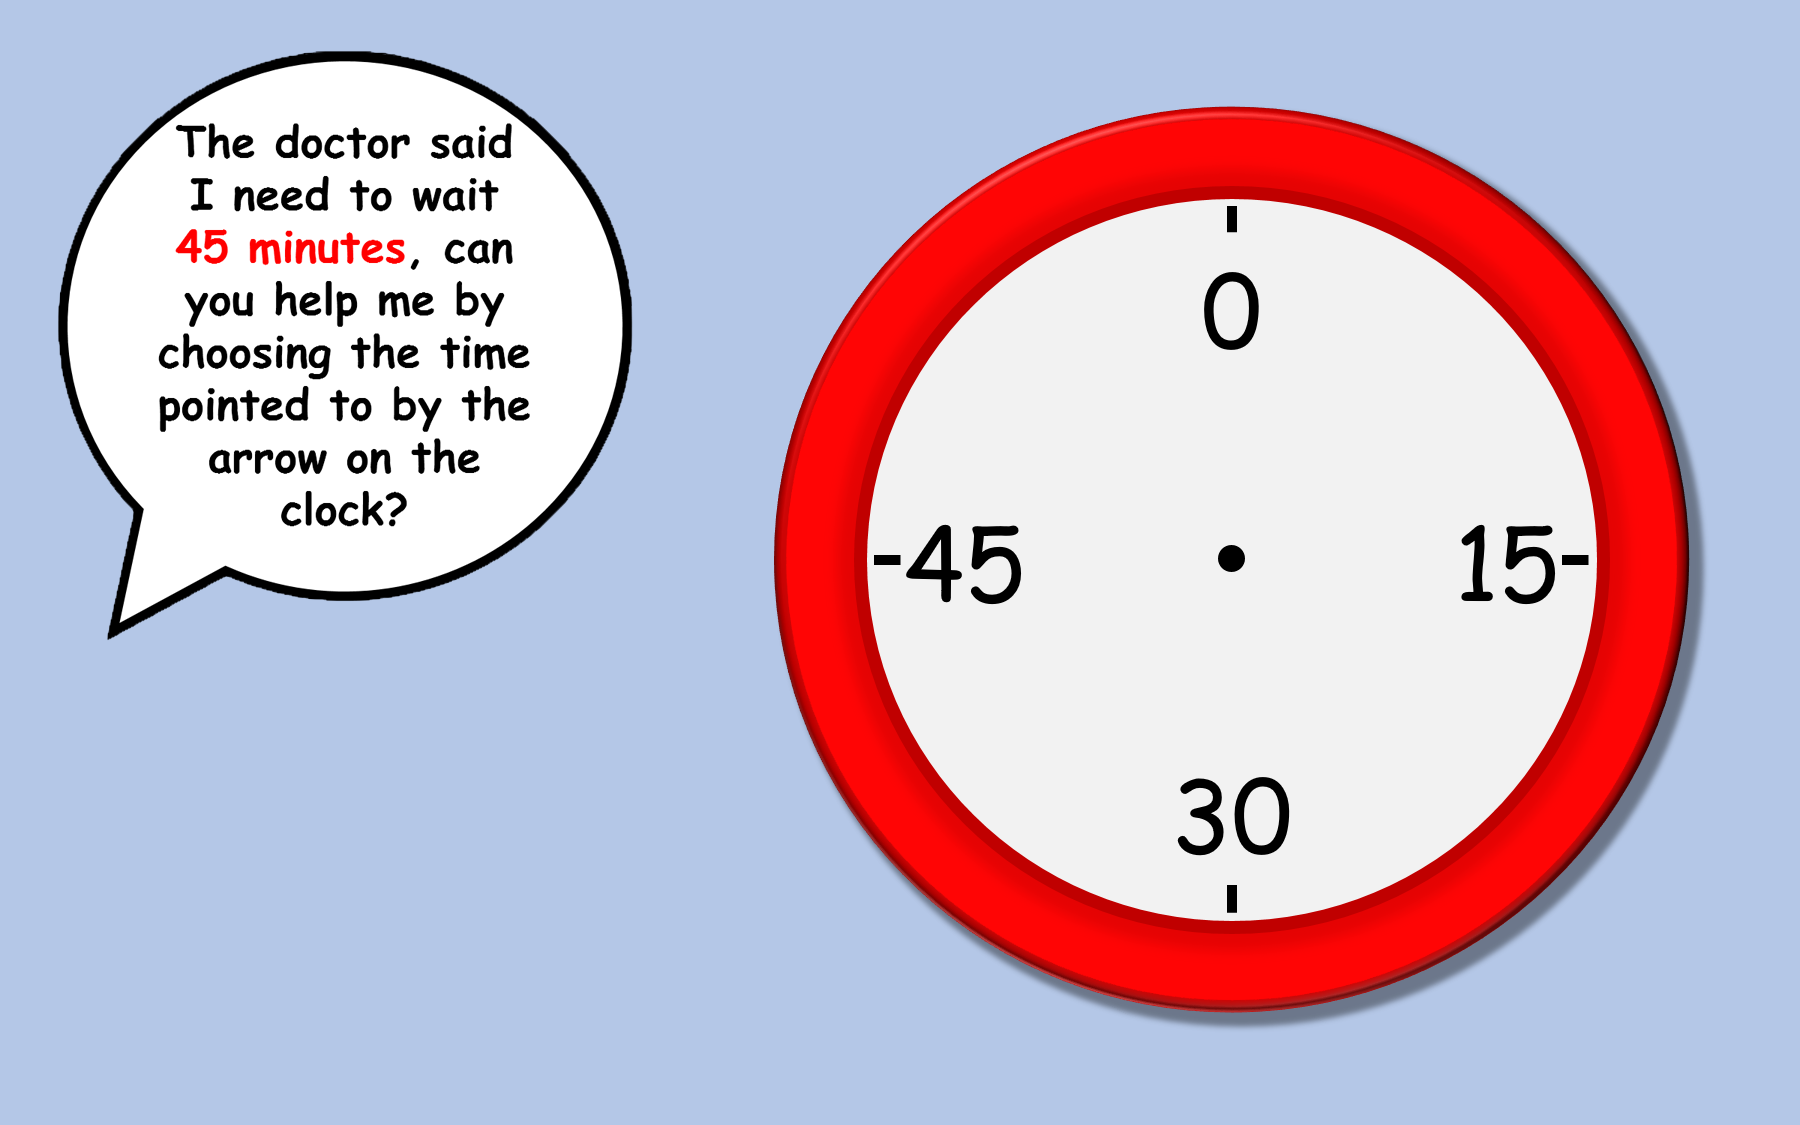 The doctor said
I need to wait
45 minutes, can
you help me by
choosing the time
pointed to by the
arrow on the
clock?
0
45
15
30